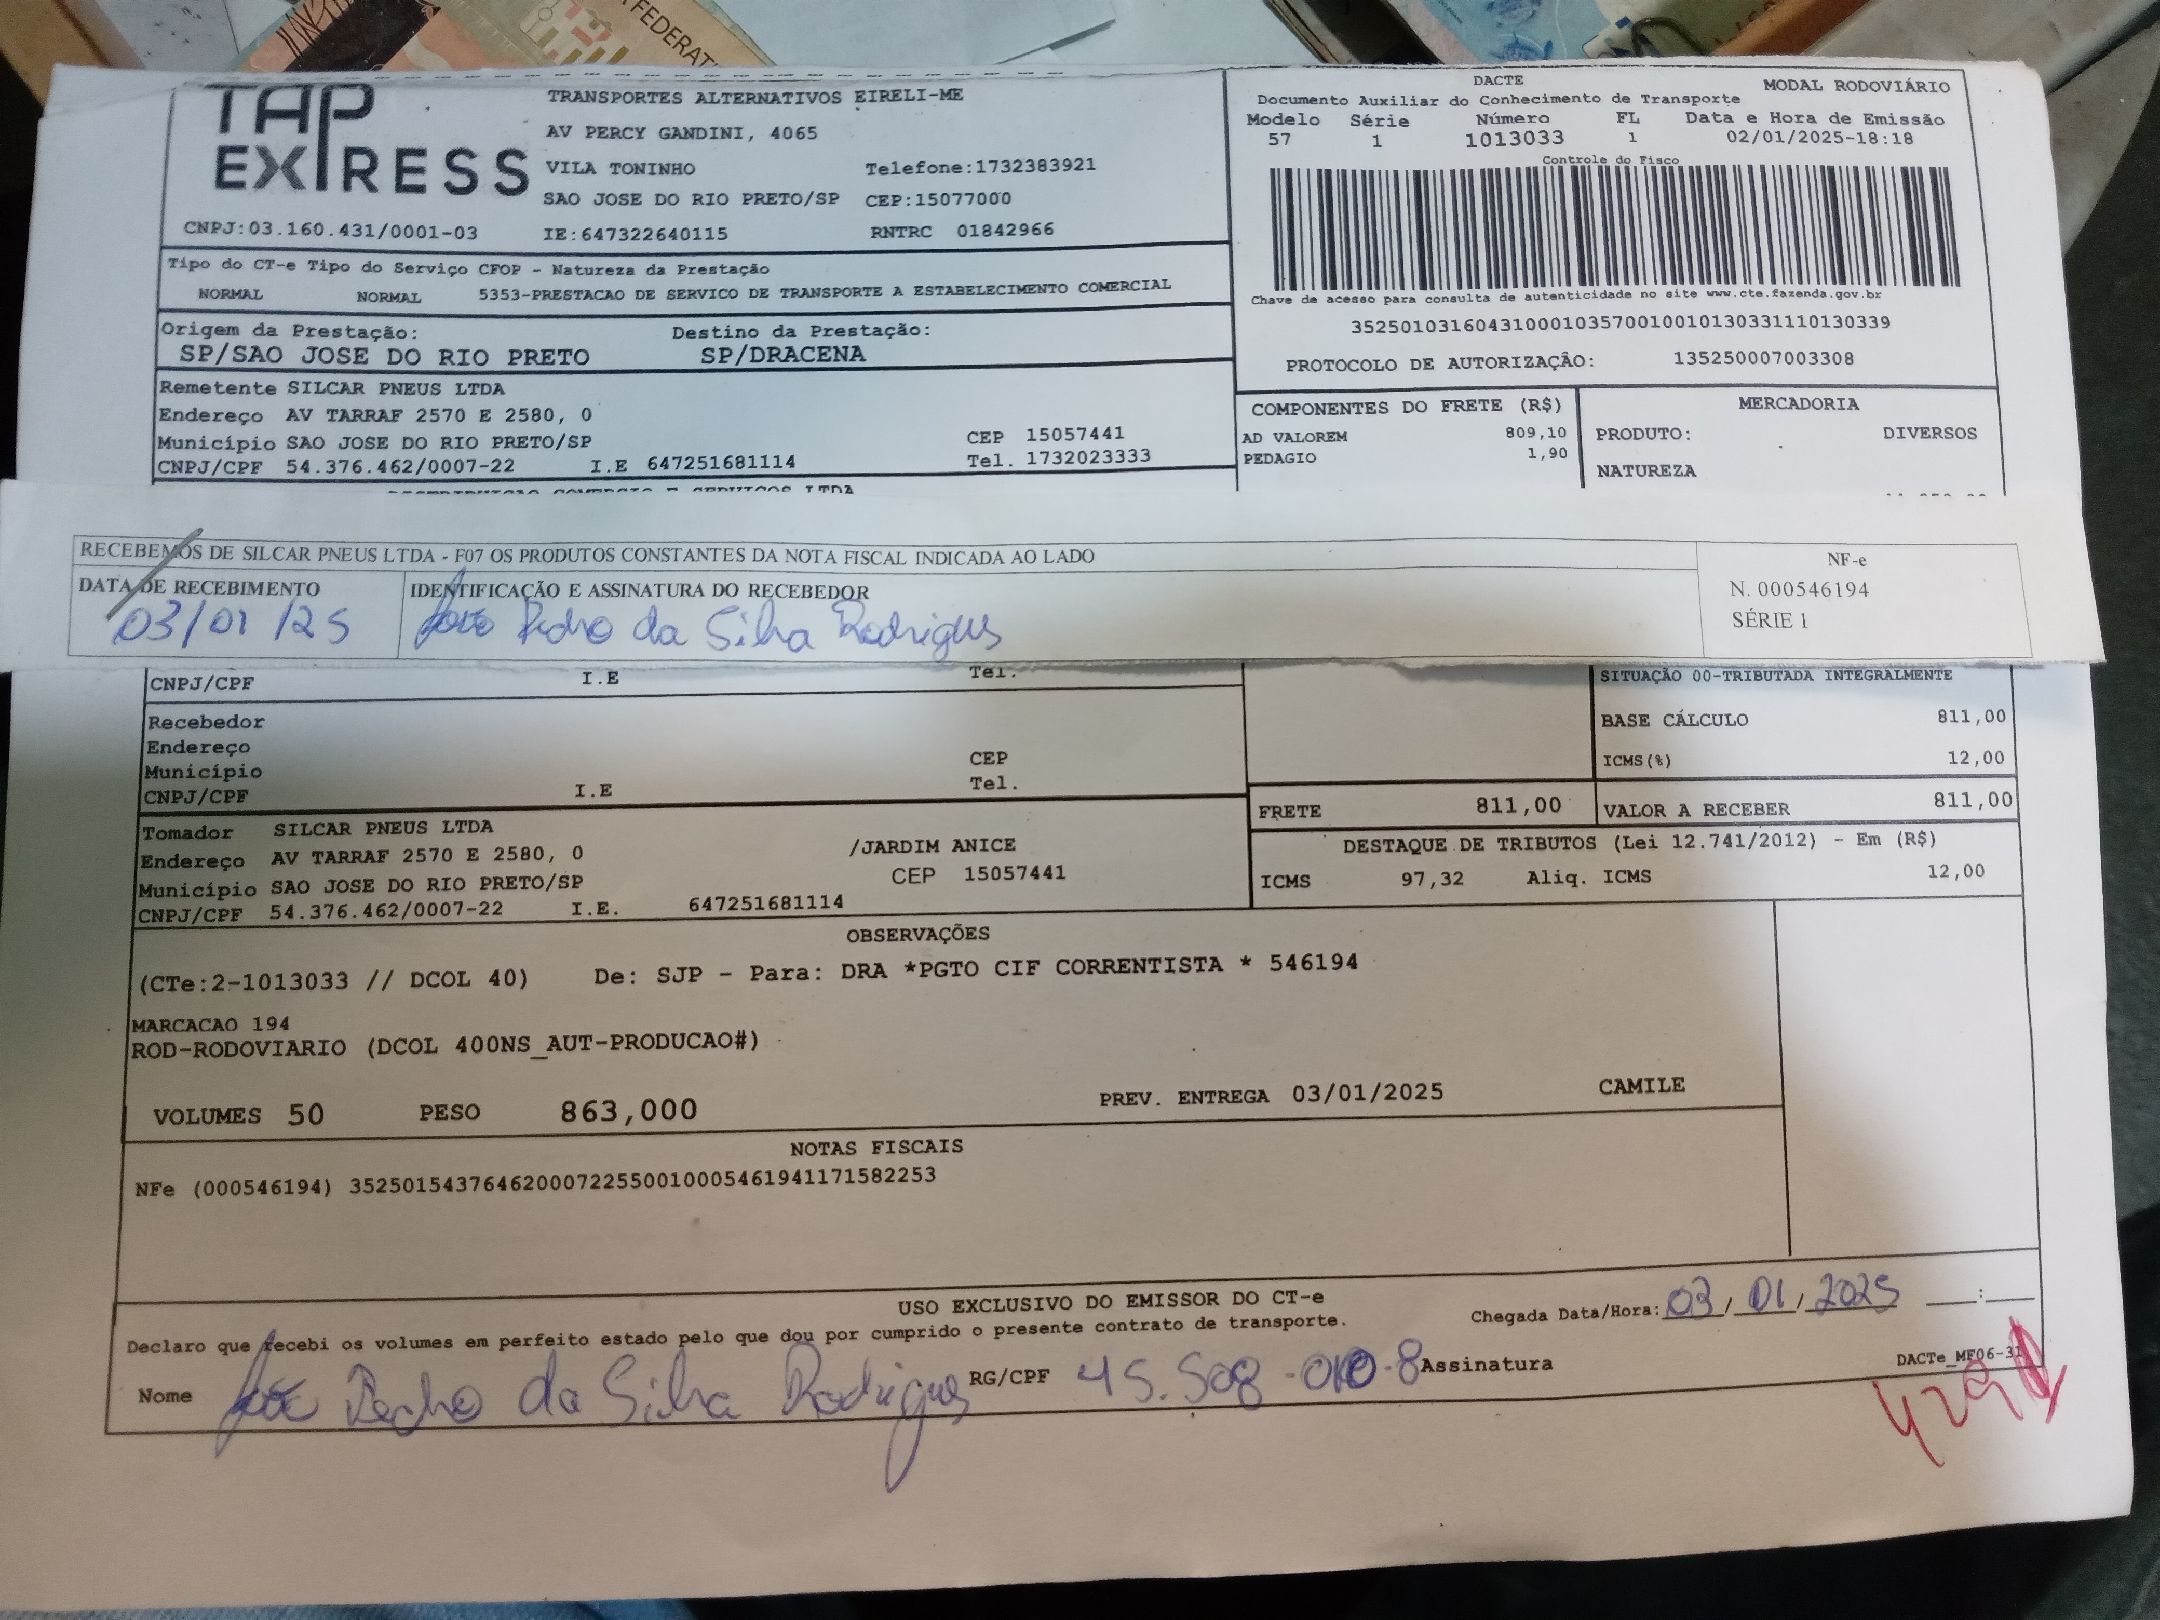 TAP EXPRESS
TRANSPORTES ALTERNATIVOS EIRELI-ME
AV PERCY GANDINI, 4065
VILA TONINHO Telefone:1732383921
SAO JOSE DO RIO PRETO/SP CEP:15077000
CNPJ:03.160.431/0001-03 IE:647322640115 RNTRC 01842966
DACTE MODAL RODOVIÁRIO
Documento Auxiliar do Conhecimento de Transporte
Modelo Série Número FL Data e Hora de Emissão
57 1 1013033 1 02/01/2025-18:18
Controle do Fisco
Chave de acesso para consulta de autenticidade no site www.cte.fazenda.gov.br
35250103160431000103570010010130331110130339
PROTOCOLO DE AUTORIZAÇÃO: 135250007003308
Tipo do CT-e Tipo do Serviço CFOP - Natureza da Prestação
NORMAL NORMAL 5353-PRESTACAO DE SERVICO DE TRANSPORTE A ESTABELECIMENTO COMERCIAL
Origem da Prestação: Destino da Prestação:
SP/SAO JOSE DO RIO PRETO SP/DRACENA
Remetente SILCAR PNEUS LTDA
Endereço AV TARRAF 2570 E 2580, 0
Município SAO JOSE DO RIO PRETO/SP CEP 15057441
CNPJ/CPF 54.376.462/0007-22 I.E 647251681114 Tel. 1732023333
COMPONENTES DO FRETE (R$)
AD VALOREM 809,10
PEDAGIO 1,90
MERCADORIA
PRODUTO: DIVERSOS
NATUREZA
RECEBEMOS DE SILCAR PNEUS LTDA - F07 OS PRODUTOS CONSTANTES DA NOTA FISCAL INDICADA AO LADO
DATA DE RECEBIMENTO IDENTIFICAÇÃO E ASSINATURA DO RECEBEDOR
03/01/25 Pedro da Silva Rodrigues
NF-e
N. 000546194
SÉRIE 1
CNPJ/CPF I.E Tel.
Recebedor
Endereço
Município CEP
CNPJ/CPF I.E Tel.
SITUAÇÃO 00-TRIBUTADA INTEGRALMENTE
BASE CÁLCULO 811,00
ICMS(%) 12,00
FRETE 811,00 VALOR A RECEBER 811,00
DESTAQUE DE TRIBUTOS (Lei 12.741/2012) - Em (R$)
ICMS 97,32 Aliq. ICMS 12,00
Tomador SILCAR PNEUS LTDA
Endereço AV TARRAF 2570 E 2580, 0 /JARDIM ANICE
Município SAO JOSE DO RIO PRETO/SP CEP 15057441
CNPJ/CPF 54.376.462/0007-22 I.E. 647251681114
OBSERVAÇÕES
(CTe:2-1013033 // DCOL 40) De: SJP - Para: DRA *PGTO CIF CORRENTISTA * 546194
MARCACAO 194
ROD-RODOVIARIO (DCOL 400NS_AUT-PRODUCAO#)
VOLUMES 50 PESO 863,000 PREV. ENTREGA 03/01/2025 CAMILE
NOTAS FISCAIS
NFe (000546194) 35250154376462000722550010005461941171582253
USO EXCLUSIVO DO EMISSOR DO CT-e
Chegada Data/Hora: 03/01/2025 __:__
Declaro que recebi os volumes em perfeito estado pelo que dou por cumprido o presente contrato de transporte.
Nome Pedro da Silva Rodrigues RG/CPF 45.508 Assinatura
DACTe_MF06-31